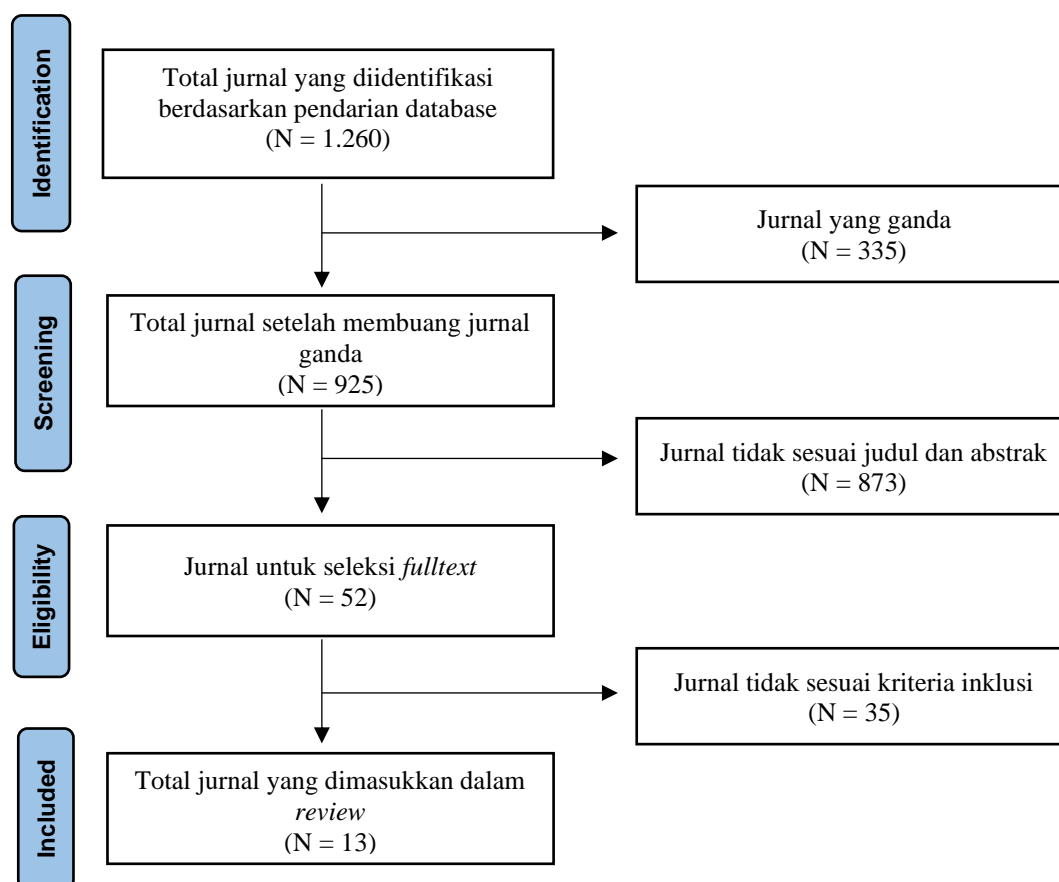 Identification
Total jurnal yang diidentifikasi
berdasarkan pendarian database
(N = 1.260)
Jurnal yang ganda
(N = 335)
Screening
Total jurnal setelah membuang jurnal
ganda
(N = 925)
Jurnal tidak sesuai judul dan abstrak
(N = 873)
Eligibility
Jurnal untuk seleksi fulltext
(N = 52)
Jurnal tidak sesuai kriteria inklusi
(N = 35)
Included
Total jurnal yang dimasukkan dalam
review
(N = 13)